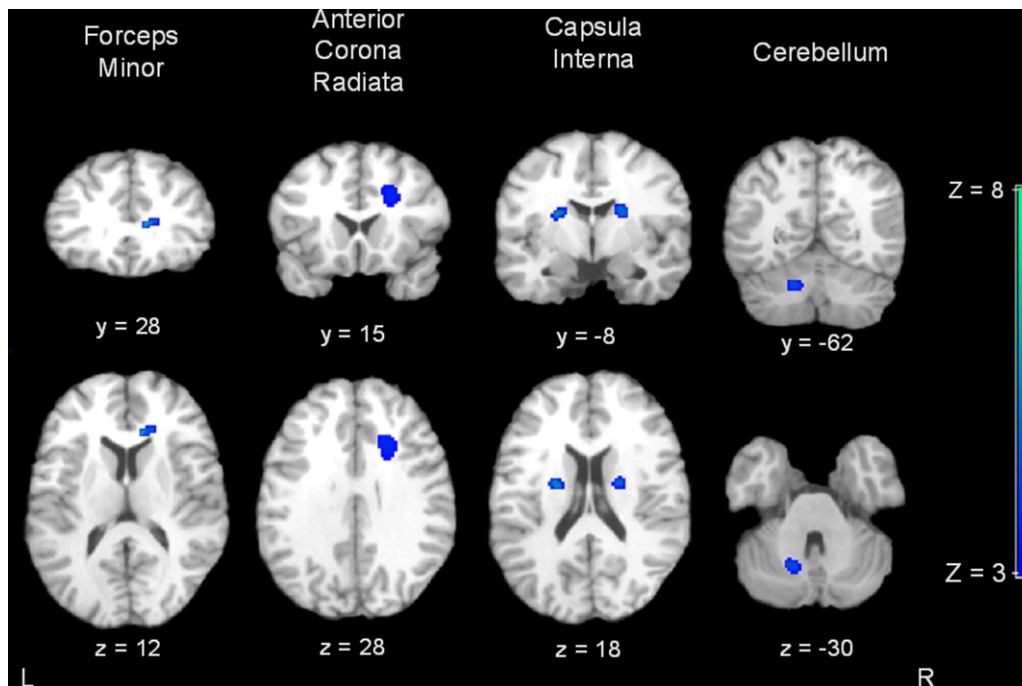 Forceps
Minor
Anterior
Corona
Radiata
Capsula
Interna
Cerebellum
Z = 8
y = 28
y = 15
y = -8
y = -62
Z = 3
z = 12
z = 28
z = 18
z = -30
L
R